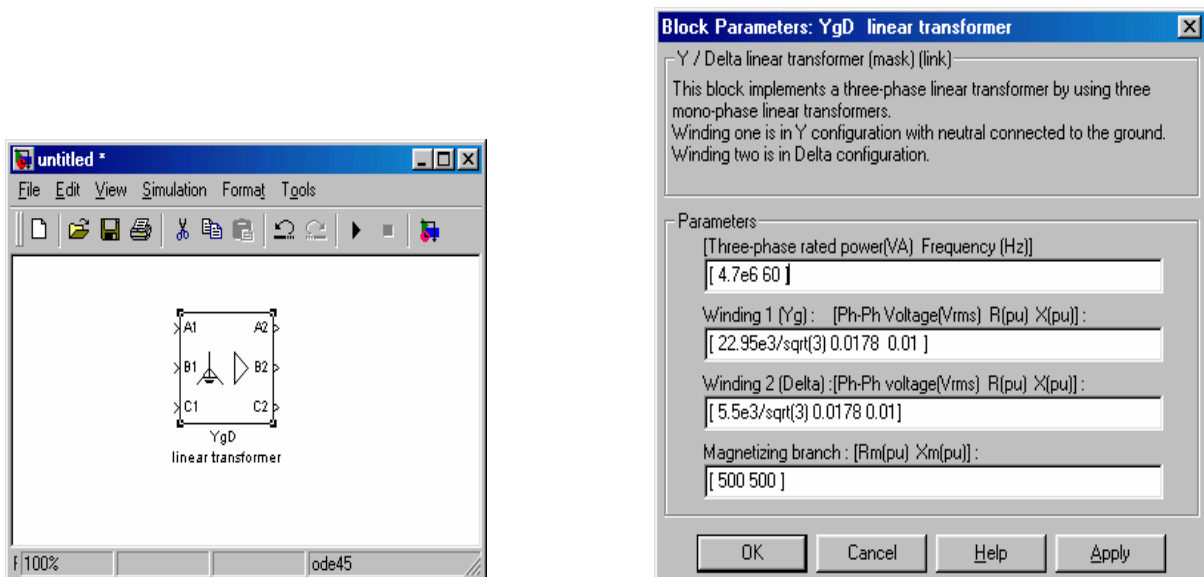 untitled *
File Edit View Simulation Format Tools
A1 A2
B1 B2
C1 C2
YgD
linear transformer
100% ode45
Block Parameters: YgD linear transformer
Y / Delta linear transformer (mask) (link)
This block implements a three-phase linear transformer by using three
mono-phase linear transformers.
Winding one is in Y configuration with neutral connected to the ground.
Winding two is in Delta configuration.
Parameters
[Three-phase rated power(VA) Frequency (Hz)]
[ 4.7e6 60 ]
Winding 1 (Yg) : [Ph-Ph Voltage(Vrms) R(pu) X(pu)] :
[ 22.95e3/sqrt(3) 0.0178 0.01 ]
Winding 2 (Delta) :[Ph-Ph voltage(Vrms) R(pu) X(pu)] :
[ 5.5e3/sqrt(3) 0.0178 0.01]
Magnetizing branch : [Rm(pu) Xm(pu)] :
[ 500 500 ]
OK Cancel Help Apply